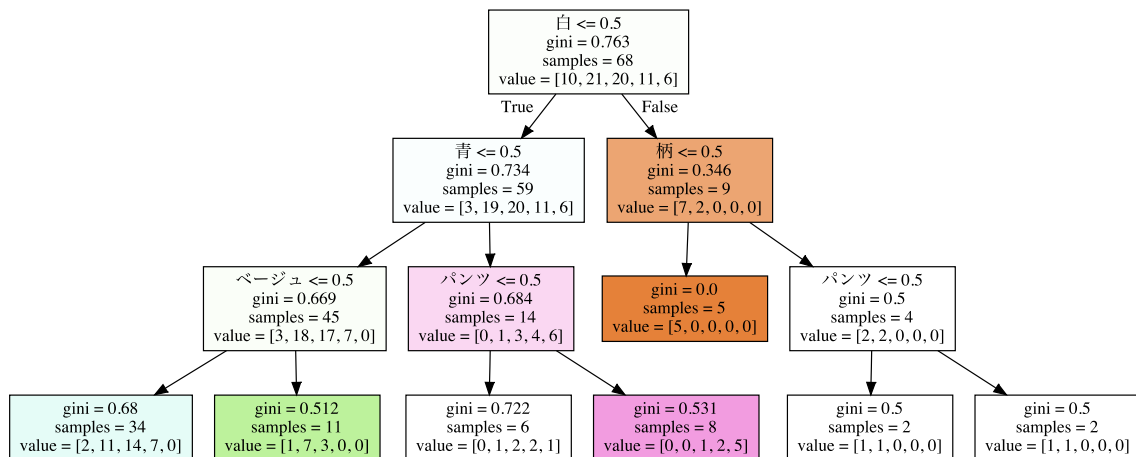 白 <= 0.5
gini = 0.763
samples = 68
value = [10, 21, 20, 11, 6]
True
False
青 <= 0.5
gini = 0.734
samples = 59
value = [3, 19, 20, 11, 6]
柄 <= 0.5
gini = 0.346
samples = 9
value = [7, 2, 0, 0, 0]
ベージュ <= 0.5
gini = 0.669
samples = 45
value = [3, 18, 17, 7, 0]
パンツ <= 0.5
gini = 0.684
samples = 14
value = [0, 1, 3, 4, 6]
gini = 0.0
samples = 5
value = [5, 0, 0, 0, 0]
パンツ <= 0.5
gini = 0.5
samples = 4
value = [2, 2, 0, 0, 0]
gini = 0.68
samples = 34
value = [2, 11, 14, 7, 0]
gini = 0.512
samples = 11
value = [1, 7, 3, 0, 0]
gini = 0.722
samples = 6
value = [0, 1, 2, 2, 1]
gini = 0.531
samples = 8
value = [0, 0, 1, 2, 5]
gini = 0.5
samples = 2
value = [1, 1, 0, 0, 0]
gini = 0.5
samples = 2
value = [1, 1, 0, 0, 0]